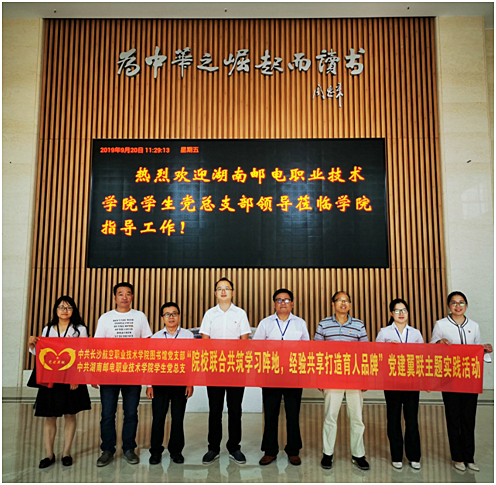 为中華之崛起而讀书
周恩来
2019年9月20日 11:29:13 星期五
热烈欢迎湖南邮电职业技术
学院学生党总支部领导莅临学院
指导工作!
中共长沙航空职业技术学院图书馆党支部
中共湖南邮电职业技术学院学生党总支
“院校联合共筑学习阵地,经验共享打造育人品牌”党建翼联主题实践活动